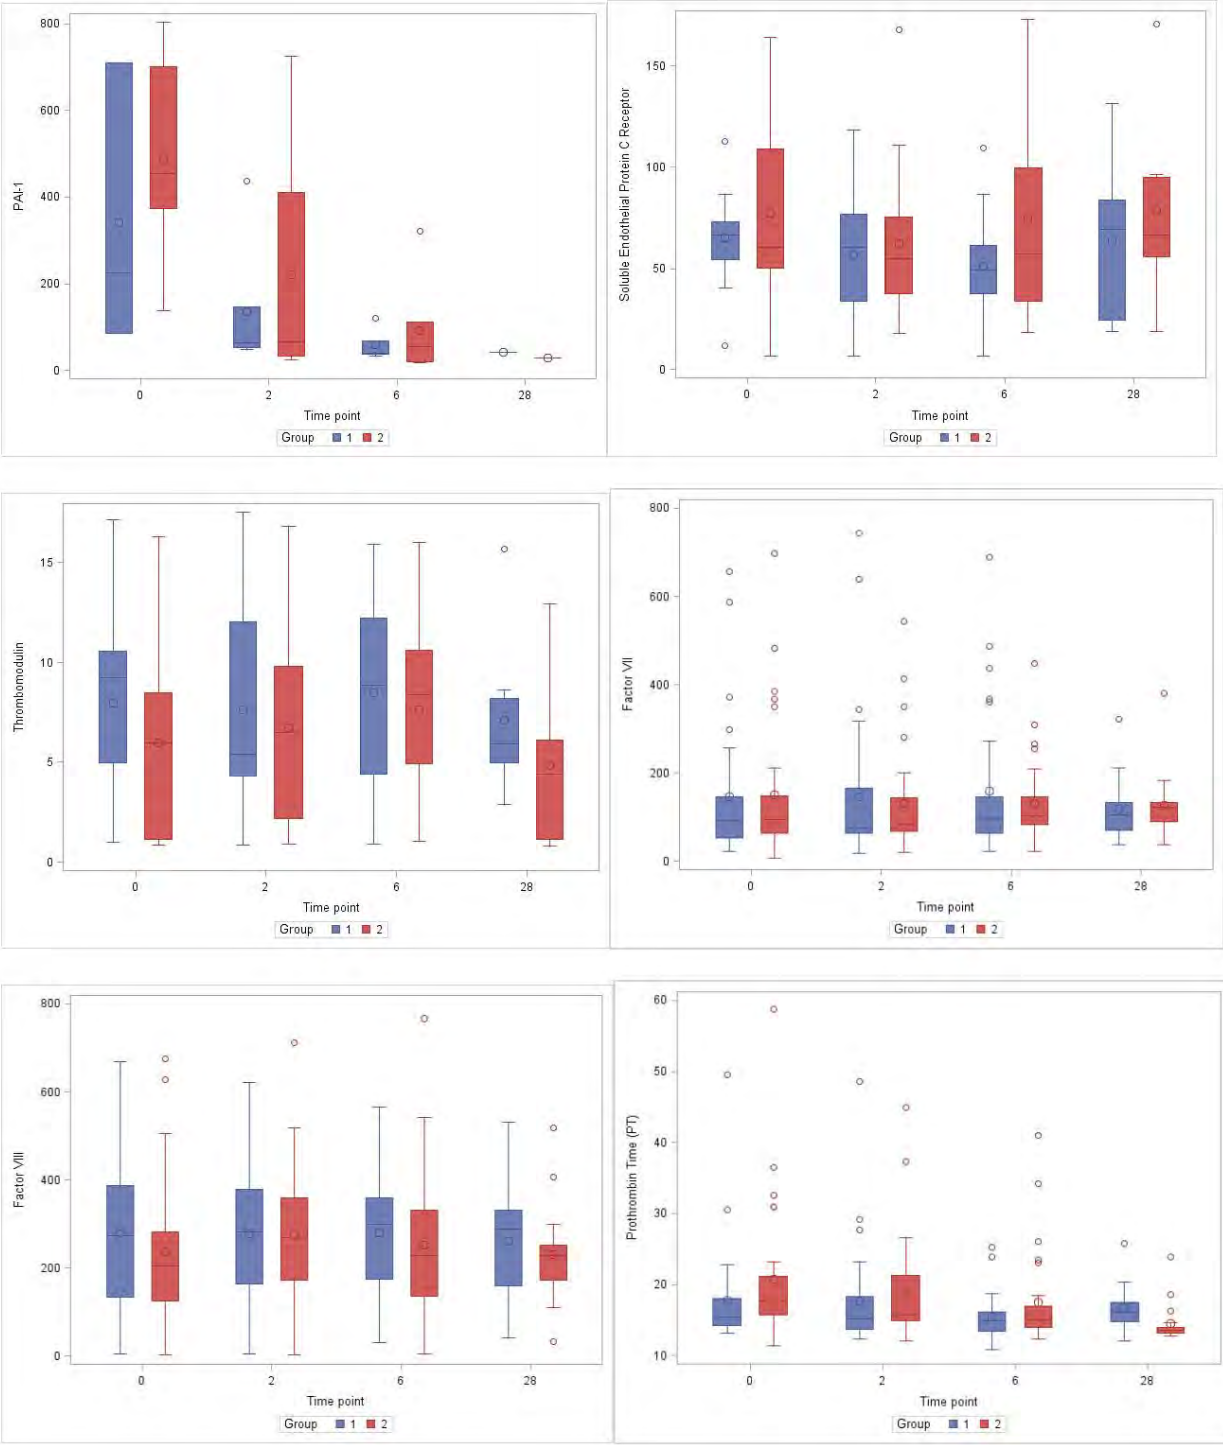 PAI-1
800
600
400
200
0
0 2 6 28
Time point
Group 1 2
Soluble Endothelial Protein C Receptor
150
100
50
0
0 2 6 28
Time point
Group 1 2
Thrombomodulin
15
10
5
0
0 2 6 28
Time point
Group 1 2
Factor VII
800
600
400
200
0
0 2 6 28
Time point
Group 1 2
Factor VIII
800
600
400
200
0
0 2 6 28
Time point
Group 1 2
Prothrombin Time (PT)
60
50
40
30
20
10
0 2 6 28
Time point
Group 1 2